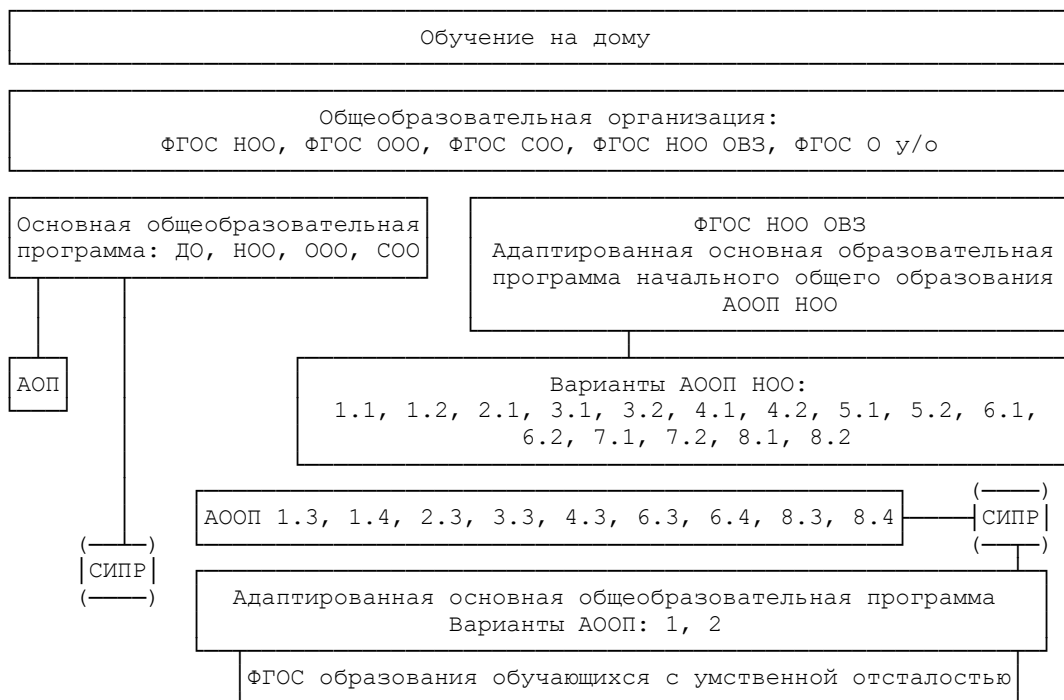 Обучение на дому
Общеобразовательная организация:
ФГОС НОО, ФГОС ООО, ФГОС СОО, ФГОС НОО ОВЗ, ФГОС О у/о
Основная общеобразовательная
программа: ДО, НОО, ООО, СОО
ФГОС НОО ОВЗ
Адаптированная основная образовательная
программа начального общего образования
АООП НОО
АОП
Варианты АООП НОО:
1.1, 1.2, 2.1, 3.1, 3.2, 4.1, 4.2, 5.1, 5.2, 6.1,
6.2, 7.1, 7.2, 8.1, 8.2
АООП 1.3, 1.4, 2.3, 3.3, 4.3, 6.3, 6.4, 8.3, 8.4
СИПР
СИПР
Адаптированная основная общеобразовательная программа
Варианты АООП: 1, 2
ФГОС образования обучающихся с умственной отсталостью